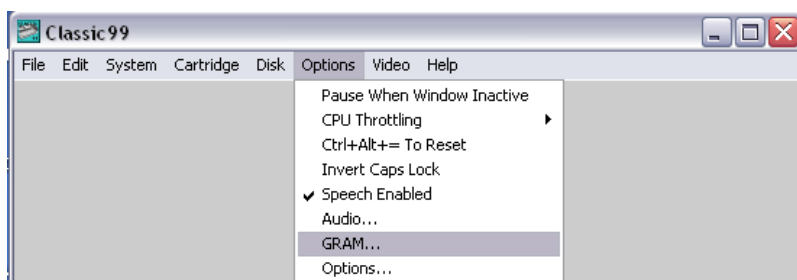 Classic99
File Edit System Cartridge Disk Options Video Help
Pause When Window Inactive
CPU Throttling
Ctrl+Alt+= To Reset
Invert Caps Lock
Speech Enabled
Audio...
GRAM...
Options...